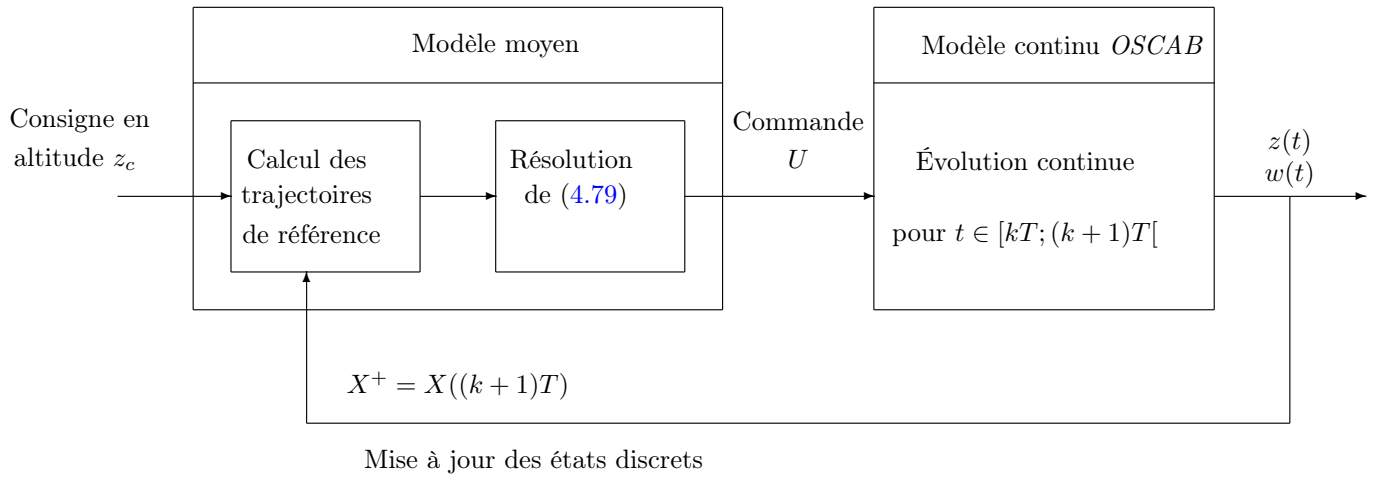 Modèle moyen
Modèle continu OSCAB
Consigne en
altitude z_c
Calcul des
trajectoires
de référence
Résolution
de (4.79)
Commande
U
Évolution continue
pour t ∈ [kT; (k + 1)T[
z(t)
w(t)
X⁺ = X((k + 1)T)
Mise à jour des états discrets